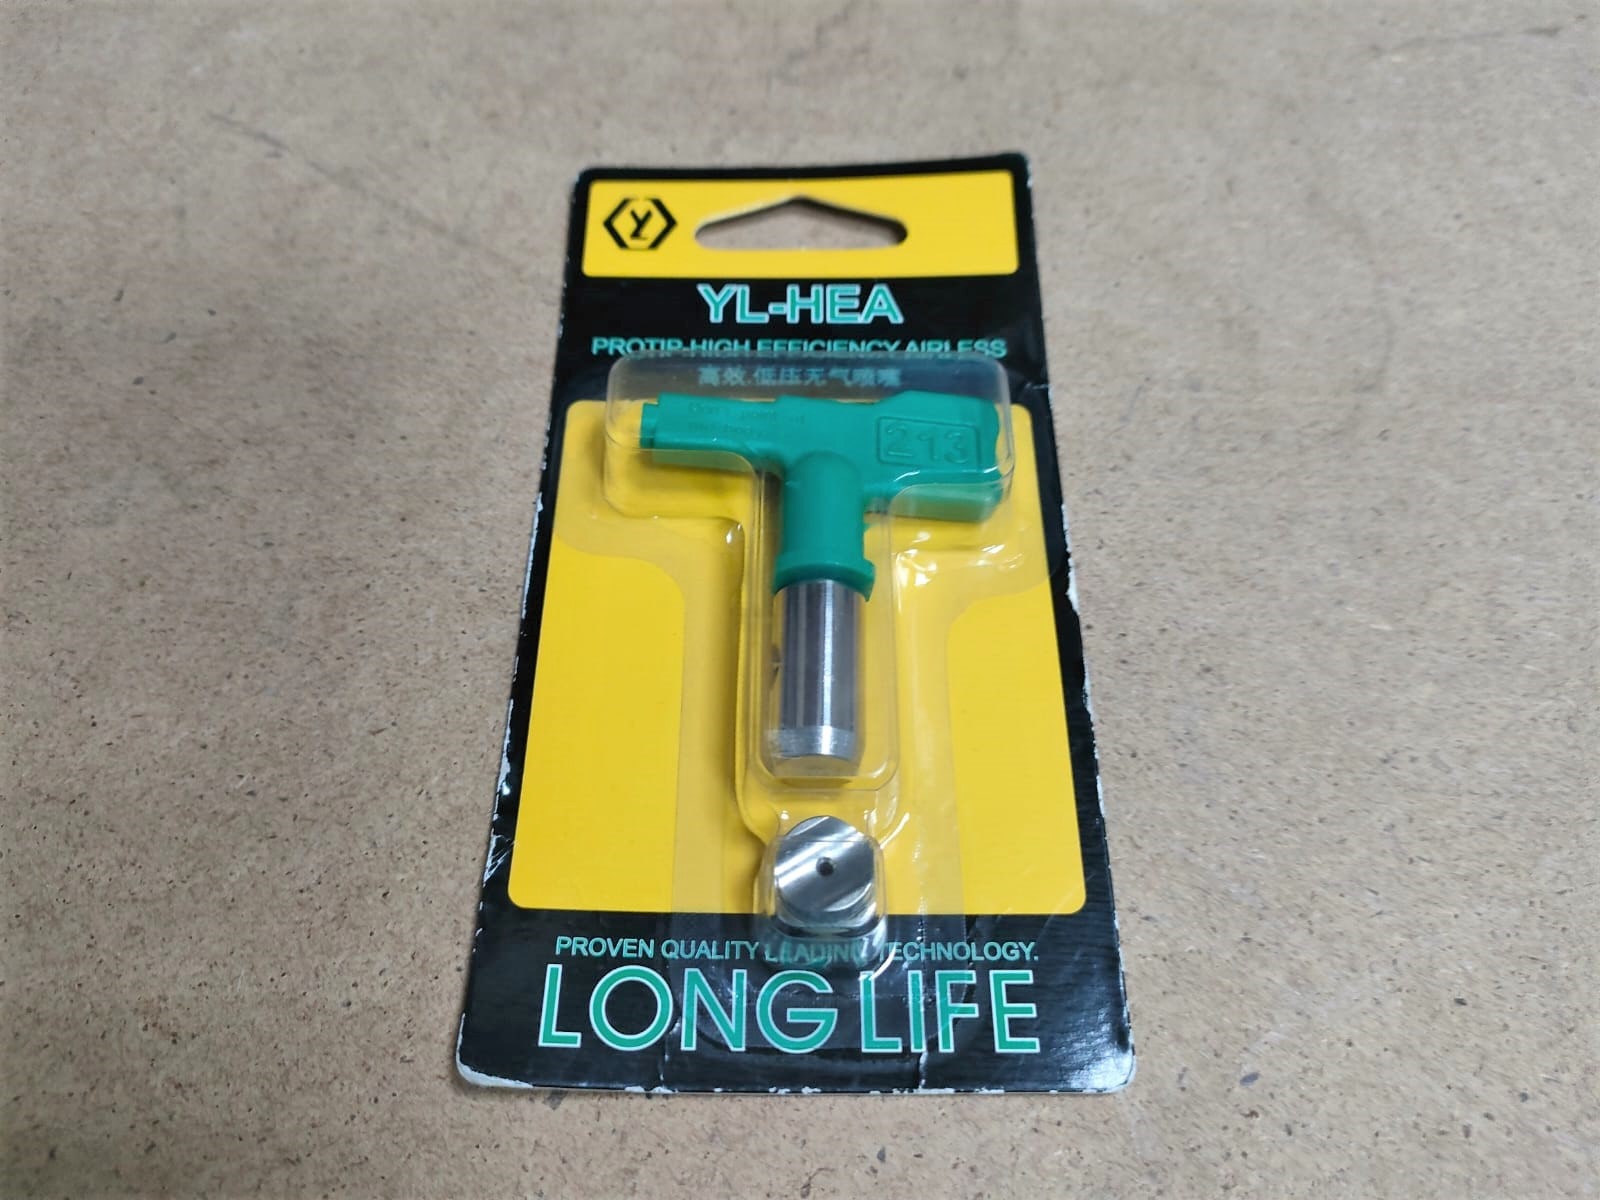 YL-HEA
PROTIP-HIGH EFFICIENCY AIRLESS
高效.低压无气喷嘴
213
PROVEN QUALITY LEADING TECHNOLOGY.
LONG LIFE